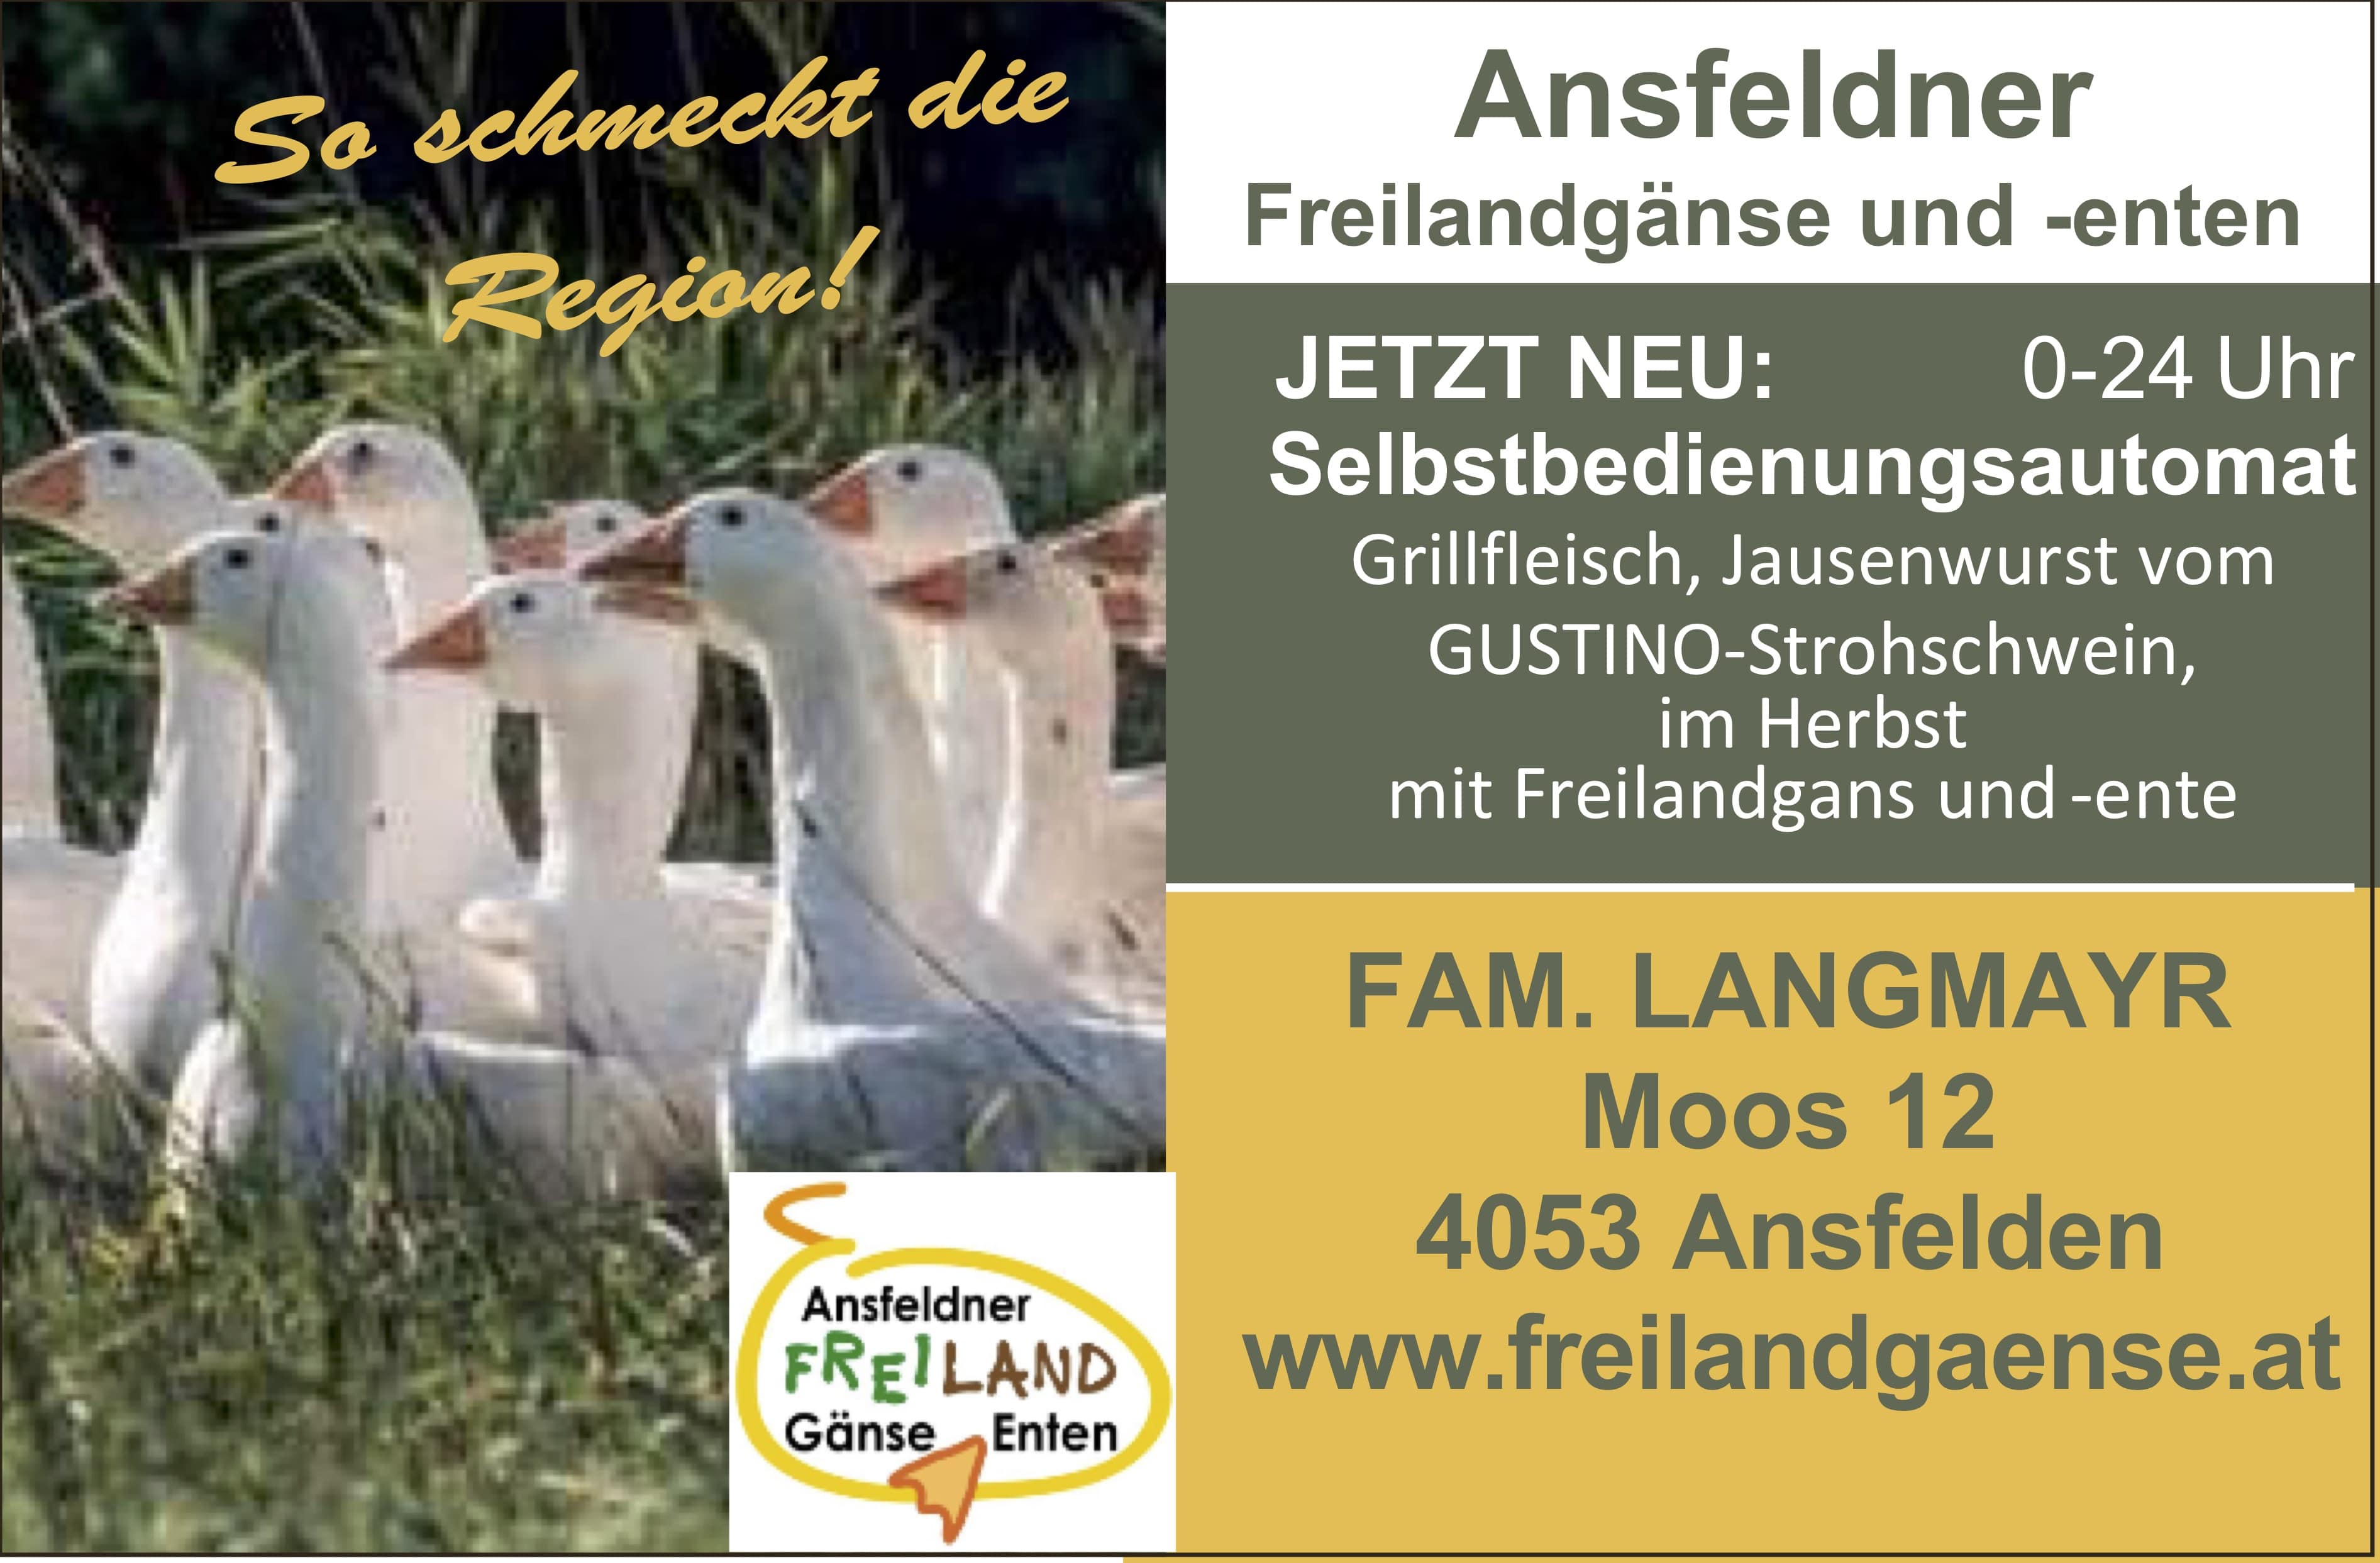 So schmeckt die
Region!
Ansfeldner
Freilandgänse und -enten
JETZT NEU: 0-24 Uhr
Selbstbedienungsautomat
Grillfleisch, Jausenwurst vom
GUSTINO-Strohschwein,
im Herbst
mit Freilandgans und -ente
FAM. LANGMAYR
Moos 12
4053 Ansfelden
www.freilandgaense.at
Ansfeldner
FREILAND
Gänse Enten